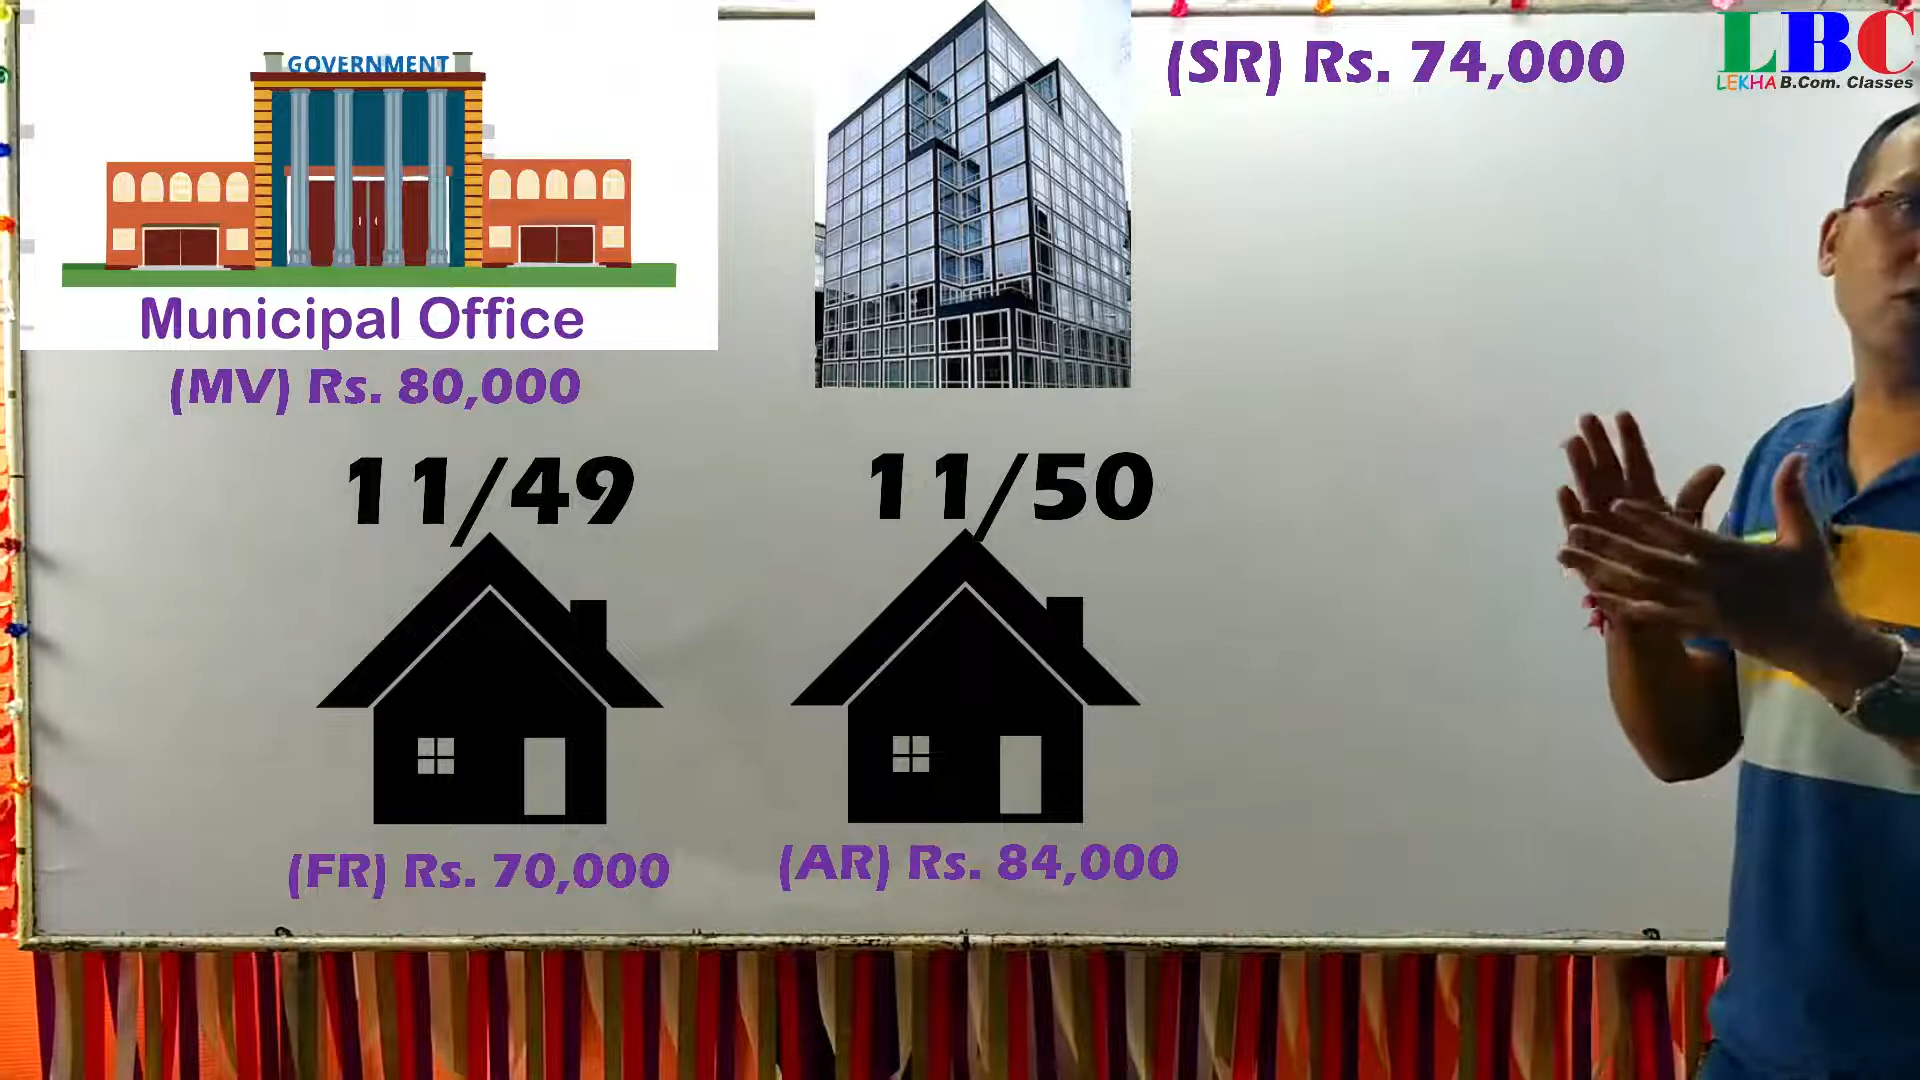 GOVERNMENT
Municipal Office
(MV) Rs. 80,000
(SR) Rs. 74,000
LBC
LEKHA B.Com. Classes
11/49
11/50
(FR) Rs. 70,000
(AR) Rs. 84,000